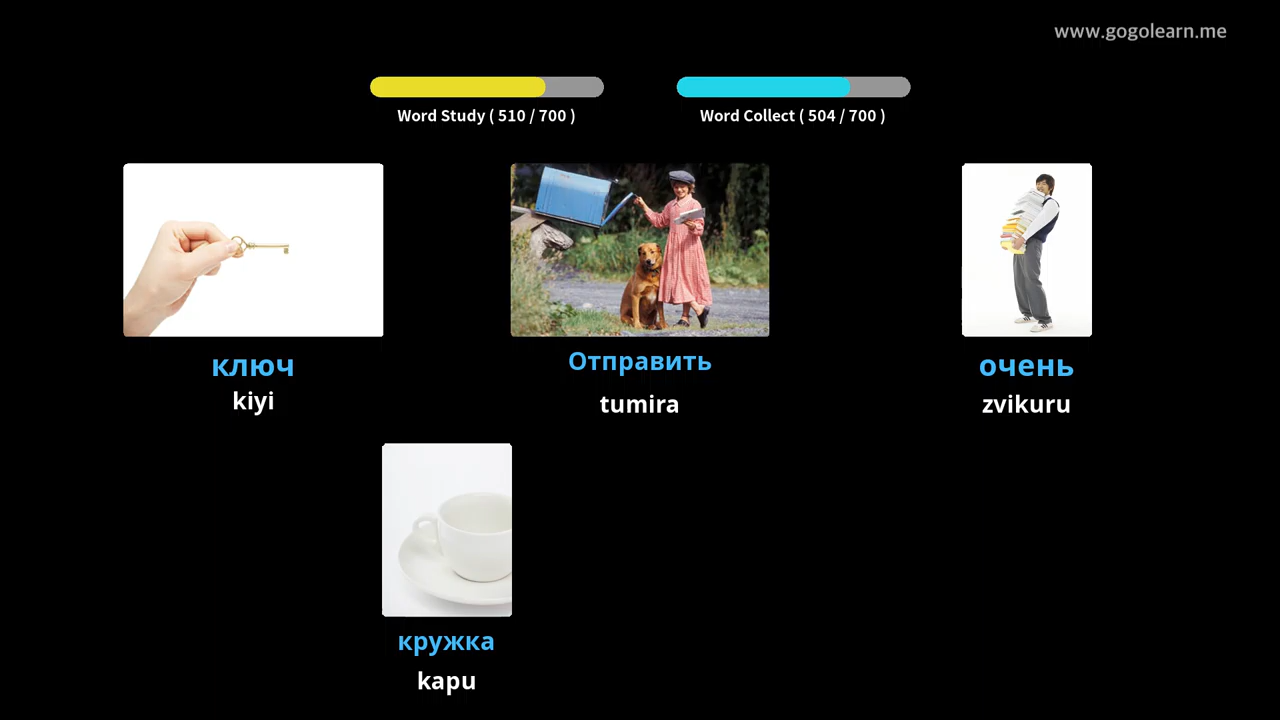 www.gogolearn.me
Word Study ( 510 / 700 )
Word Collect ( 504 / 700 )
ключ
kiyi
Отправить
tumira
очень
zvikuru
кружка
kapu